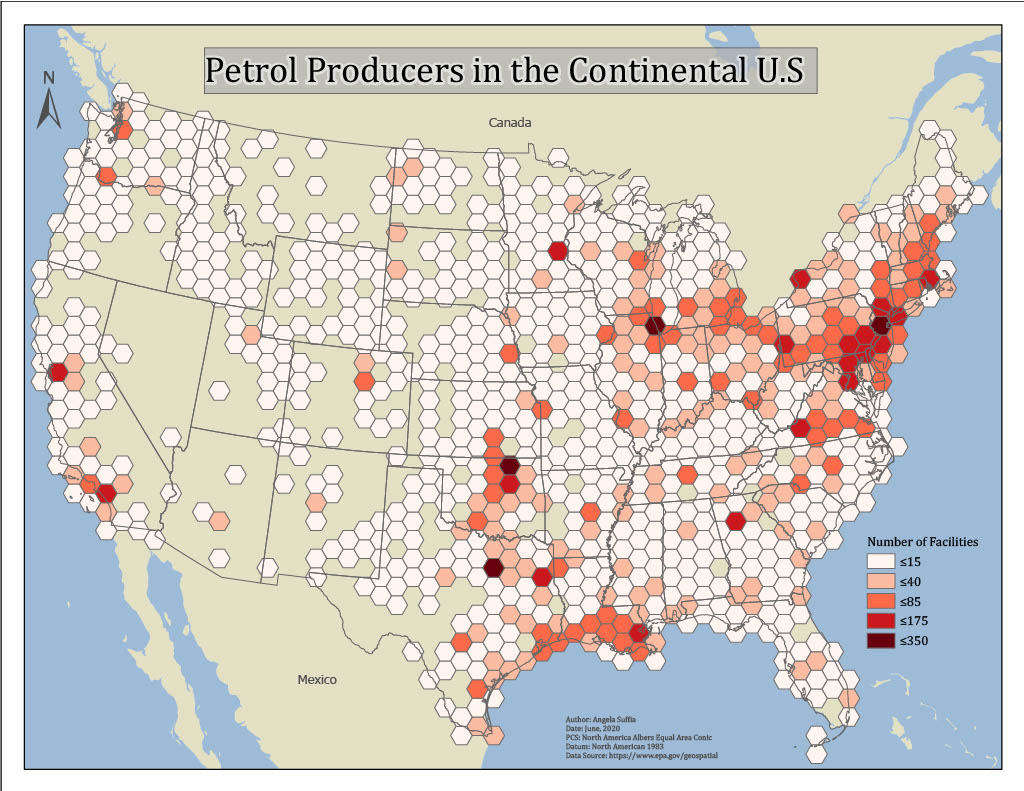 Petrol Producers in the Continental U.S
N
Canada
Number of Facilities
≤15
≤40
≤85
≤175
≤350
Mexico
Author: Angela Suffia
Date: June, 2020
PCS: North America Albers Equal Area Conic
Datum: North American 1983
Data Source: https://www.epa.gov/geospatial